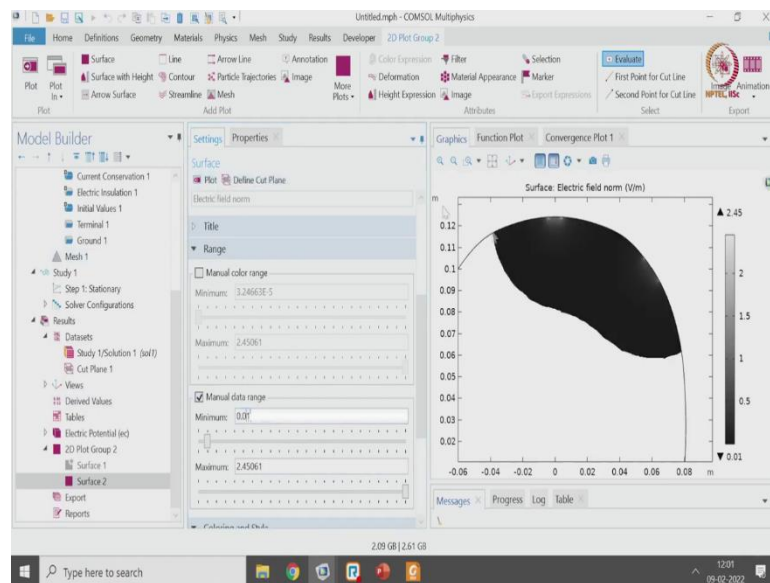 Untitled.mph - COMSOL Multiphysics
File Home Definitions Geometry Materials Physics Mesh Study Results Developer 2D Plot Group 2
Plot
Plot In
Plot
Surface
Surface with Height
Arrow Surface
Line
Contour
Streamline
Arrow Line
Particle Trajectories
Mesh
Annotation
Image
More Plots
Add Plot
Color Expression
Deformation
Height Expression
Filter
Material Appearance
Image
Selection
Marker
Export Expressions
Attributes
Evaluate
First Point for Cut Line
Second Point for Cut Line
Select
Image
Animation
Export
NPTEL, IISc
Model Builder
Current Conservation 1
Electric Insulation 1
Initial Values 1
Terminal 1
Ground 1
Mesh 1
Study 1
Step 1: Stationary
Solver Configurations
Results
Datasets
Study 1/Solution 1 (sol1)
Cut Plane 1
Views
Derived Values
Tables
Electric Potential (ec)
2D Plot Group 2
Surface 1
Surface 2
Export
Reports
Settings Properties
Surface
Plot Define Cut Plane
Electric field norm
Title
Range
Manual color range
Minimum: 3.24663E-5
Maximum: 2.45061
Manual data range
Minimum: 0.01
Maximum: 2.45061
Coloring and Style
Graphics Function Plot Convergence Plot 1
Surface: Electric field norm (V/m)
m
0.12
0.11
0.1
0.09
0.08
0.07
0.06
0.05
0.04
0.03
0.02
0.01
-0.06 -0.04 -0.02 0 0.02 0.04 0.06 0.08 m
▲ 2.45
2
1
1
0.5
▼ 0.01
Messages Progress Log Table
2.09 GB | 2.61 GB
Type here to search
12:01
09-02-2022